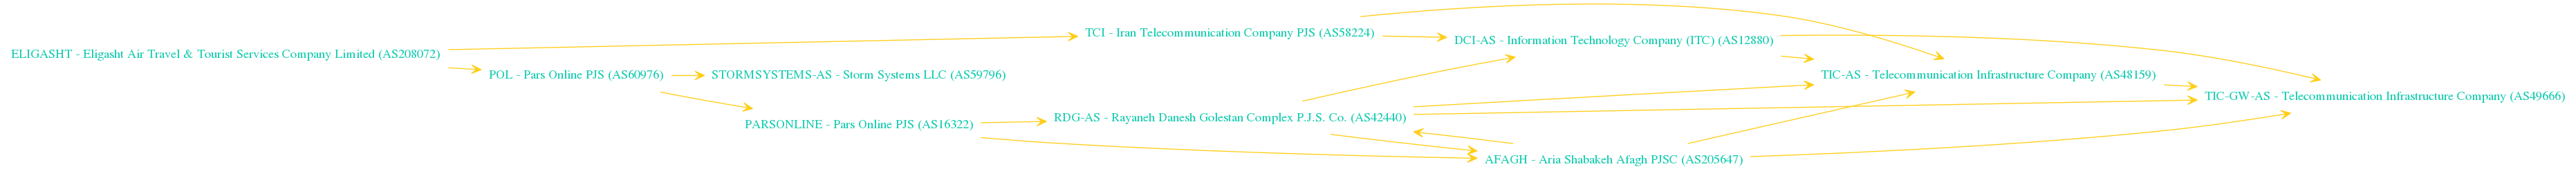 ELIGASHT - Eligasht Air Travel & Tourist Services Company Limited (AS208072)
POL - Pars Online PJS (AS60976)
STORMSYSTEMS-AS - Storm Systems LLC (AS59796)
PARSONLINE - Pars Online PJS (AS16322)
TCI - Iran Telecommunication Company PJS (AS58224)
RDG-AS - Rayaneh Danesh Golestan Complex P.J.S. Co. (AS42440)
DCI-AS - Information Technology Company (ITC) (AS12880)
AFAGH - Aria Shabakeh Afagh PJSC (AS205647)
TIC-AS - Telecommunication Infrastructure Company (AS48159)
TIC-GW-AS - Telecommunication Infrastructure Company (AS49666)